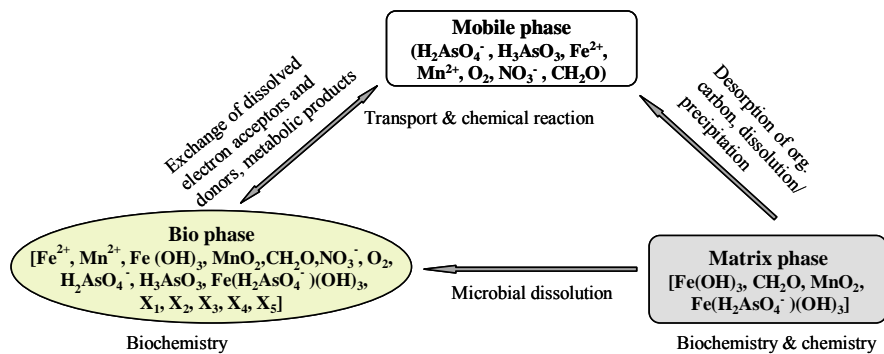 Mobile phase
(H₂AsO₄⁻ , H₃AsO₃, Fe²⁺,
Mn²⁺, O₂, NO₃⁻ , CH₂O)
Exchange of dissolved
electron acceptors and
donors, metabolic products
Transport & chemical reaction
Desorption of org.
carbon, dissolution/
precipitation
Bio phase
[Fe²⁺, Mn²⁺, Fe (OH)₃, MnO₂,CH₂O,NO₃⁻, O₂,
H₂AsO₄⁻, H₃AsO₃, Fe(H₂AsO₄⁻)(OH)₃,
X₁, X₂, X₃, X₄, X₅]
Biochemistry
Microbial dissolution
Matrix phase
[Fe(OH)₃, CH₂O, MnO₂,
Fe(H₂AsO₄⁻)(OH)₃]
Biochemistry & chemistry